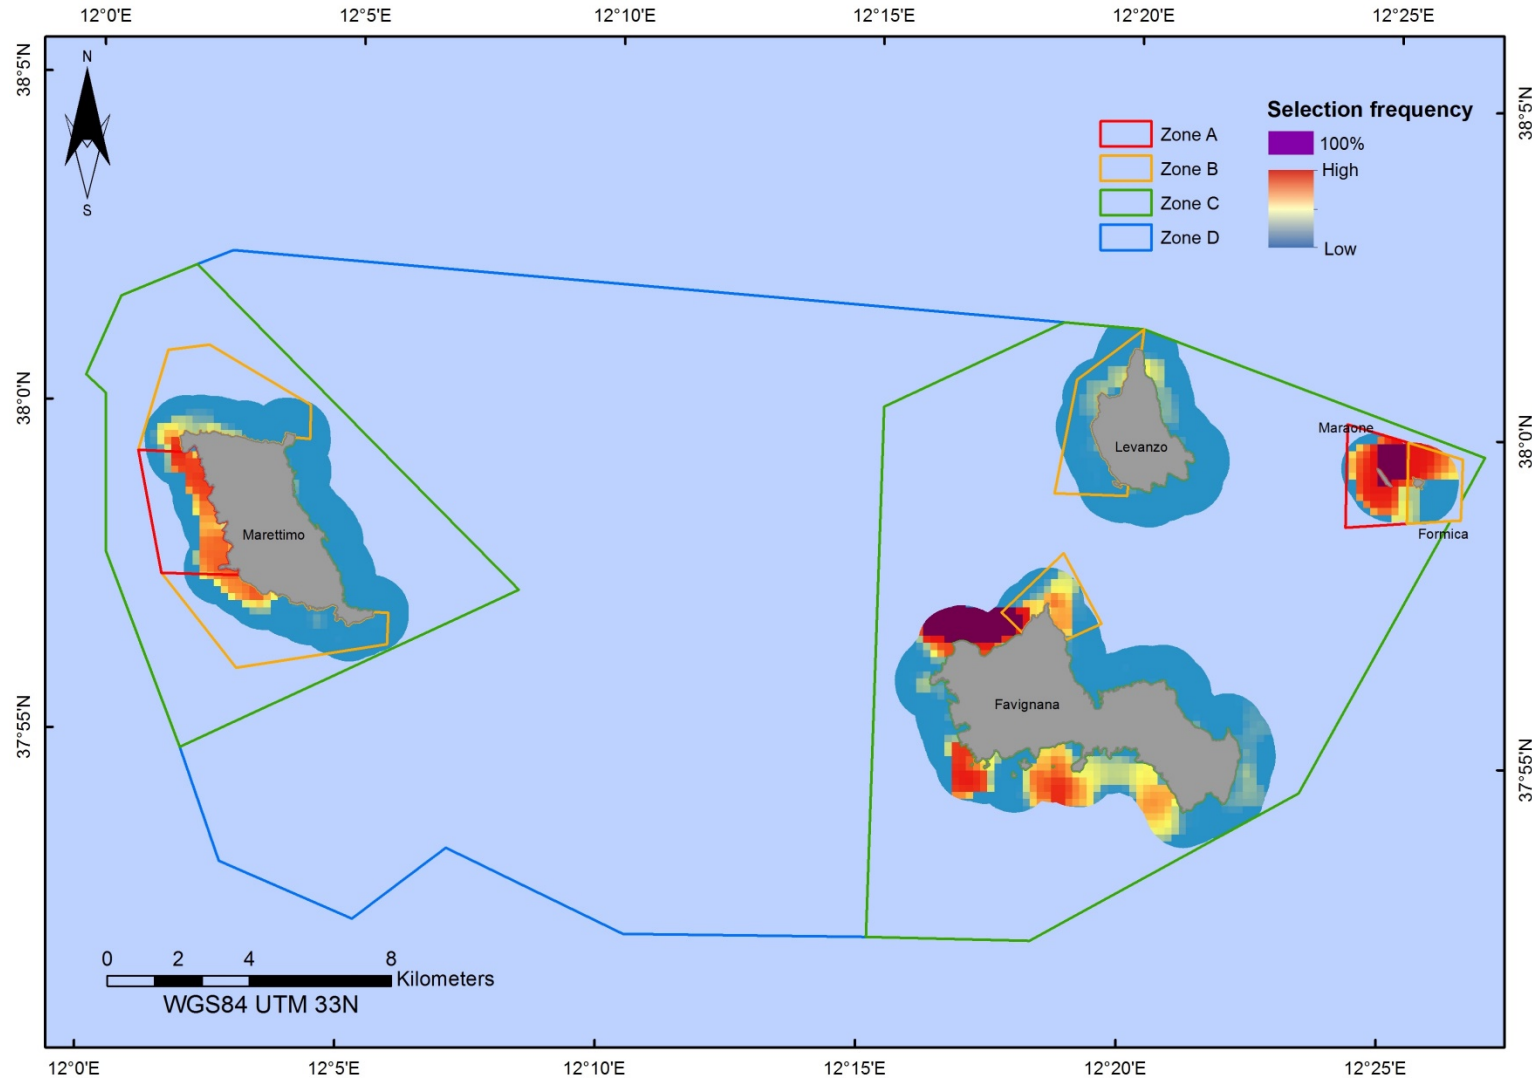 12°0'E 12°5'E 12°10'E 12°15'E 12°20'E 12°25'E
38°5'N
38°5'N
N
S
Selection frequency
Zone A
100%
Zone B
High
Zone C
Zone D
Low
38°0'N
38°0'N
Maraone
Levanzo
Marettimo
Formica
Favignana
37°55'N
37°55'N
0 2 4 8
Kilometers
WGS84 UTM 33N
12°0'E 12°5'E 12°10'E 12°15'E 12°20'E 12°25'E